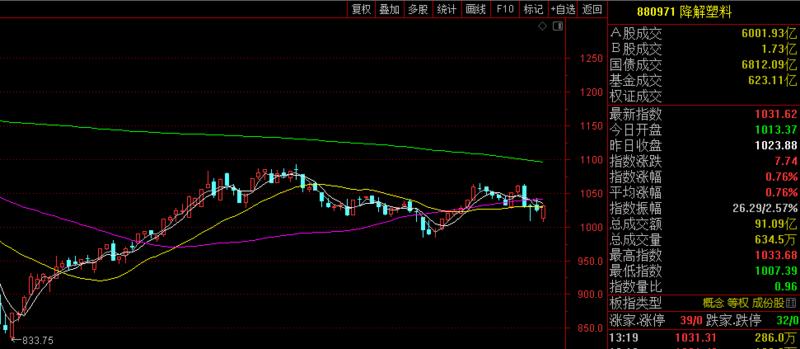 复权 叠加 多股 统计 画线 F10 标记 +自选 返回
880971 降解塑料
A股成交 6001.93亿
B股成交 1.73亿
国债成交 6812.09亿
基金成交 623.11亿
权证成交
最新指数 1031.62
今日开盘 1013.37
昨日收盘 1023.88
指数涨跌 7.74
指数涨幅 0.76%
平均涨幅 0.76%
指数振幅 26.29/2.57%
总成交额 91.09亿
总成交量 634.5万
最高指数 1033.68
最低指数 1007.39
指数量比 0.96
板指类型 概念 等权 成份股
涨家.涨停 39/0 跌家.跌停 32/0
13:19 1031.31 286.0万
1250
1200
1150
1100
1050
1000
950.0
900.0
850.0
833.75